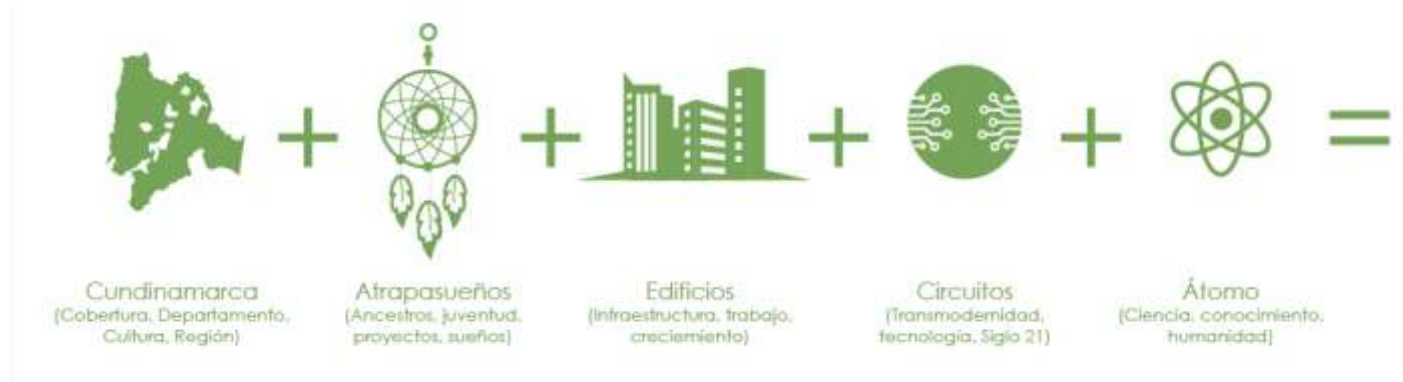 Cundinamarca
(Cobertura, Departamento,
Cultura, Región)
Atrapasueños
(Ancestros, juventud,
proyectos, sueños)
Edificios
(Infraestructura, trabajo,
creciemiento)
Circuitos
(Transmodernidad,
tecnología, Siglo 21)
Átomo
(Ciencia, conocimiento,
humanidad)